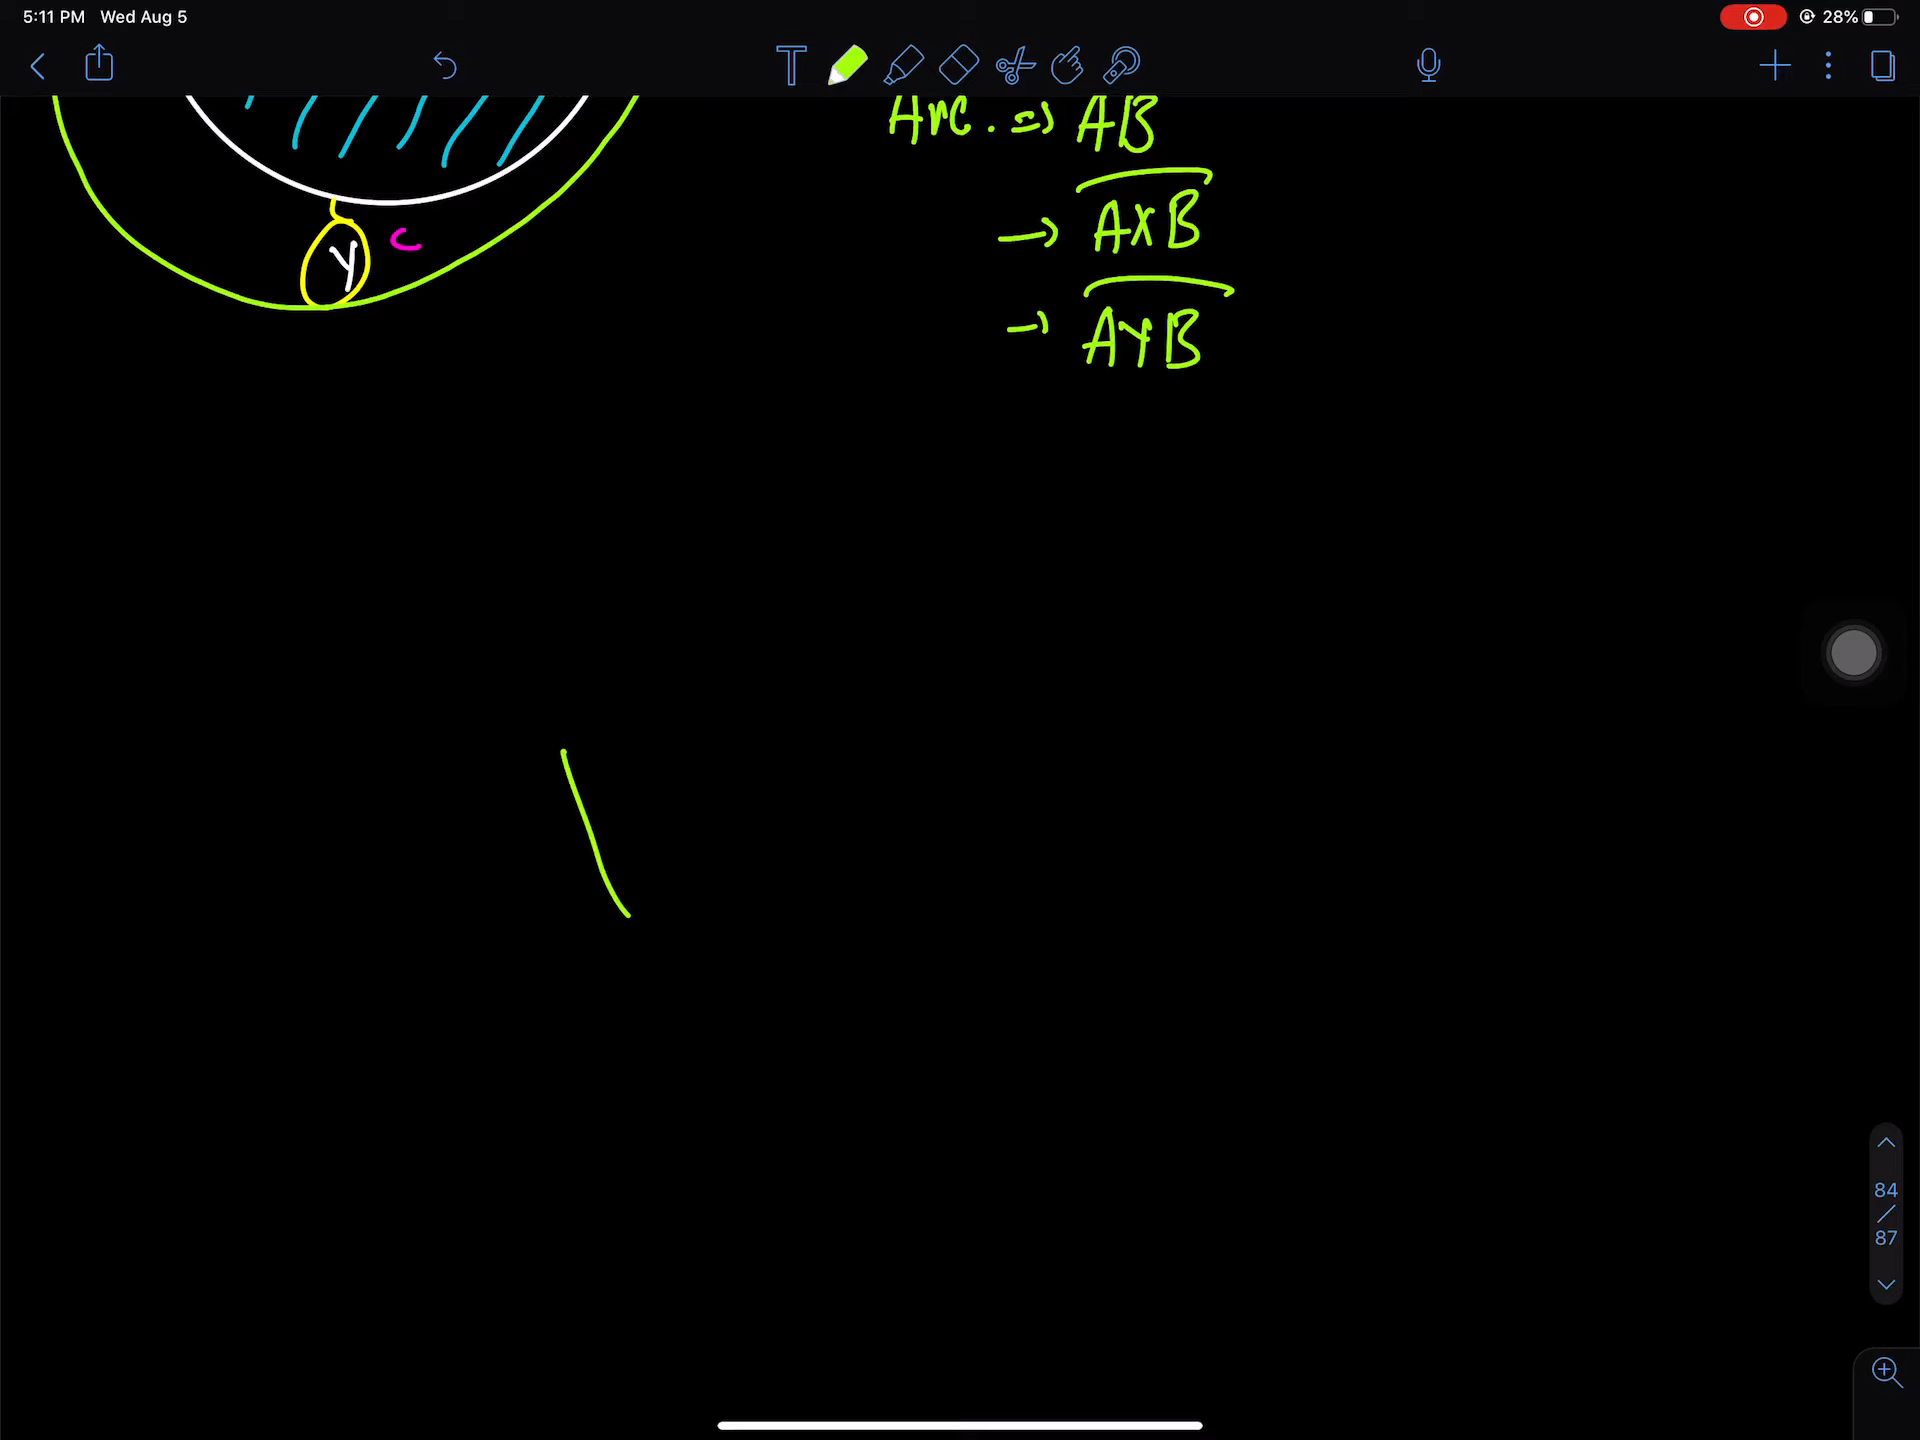 5:11 PM Wed Aug 5
28%
T
Arc. => AB
→ AXB
Y C
→ AYB
84
/
87